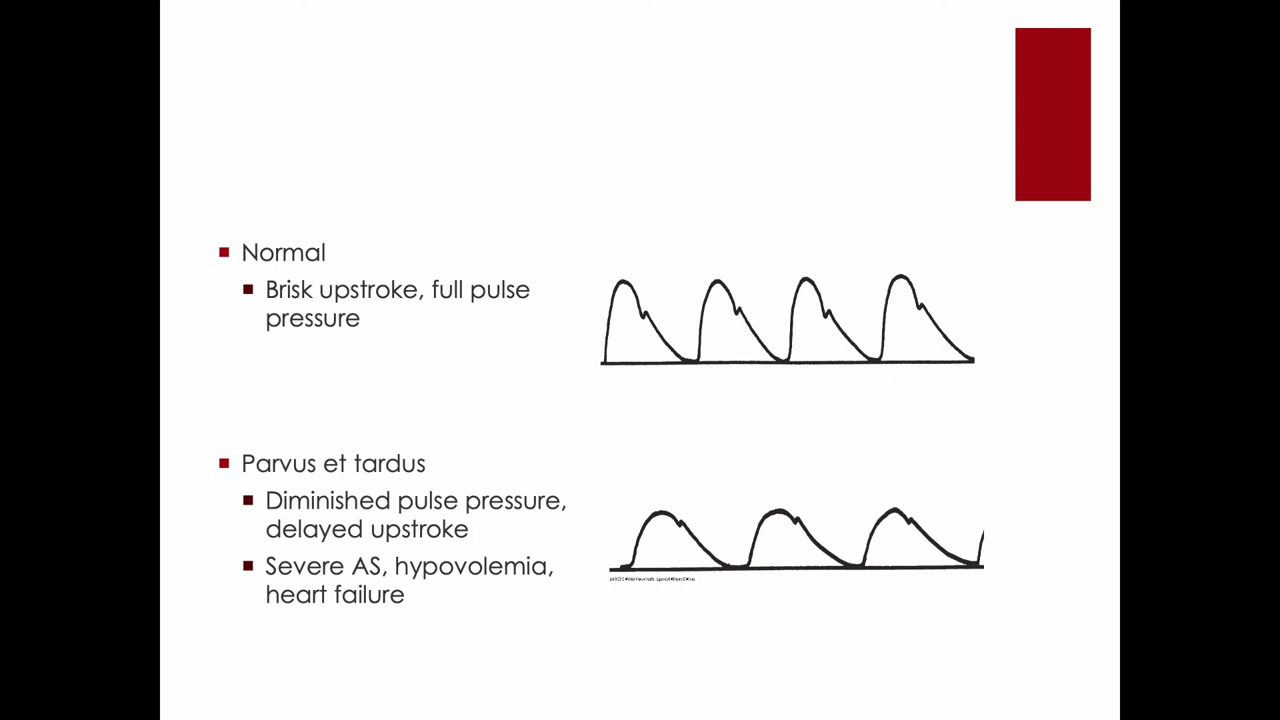 Normal
Brisk upstroke, full pulse
pressure
Parvus et tardus
Diminished pulse pressure,
delayed upstroke
Severe AS, hypovolemia,
heart failure